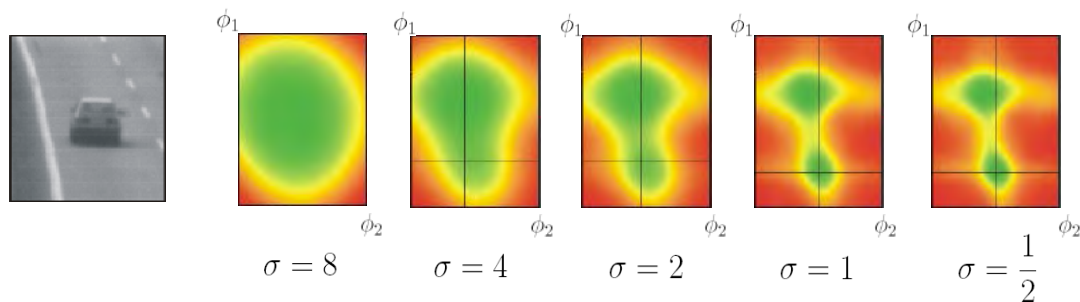 ϕ₁ ϕ₁ ϕ₁ ϕ₁ ϕ₁
ϕ₂ ϕ₂ ϕ₂ ϕ₂ ϕ₂
σ = 8 σ = 4 σ = 2 σ = 1 σ = 1/2